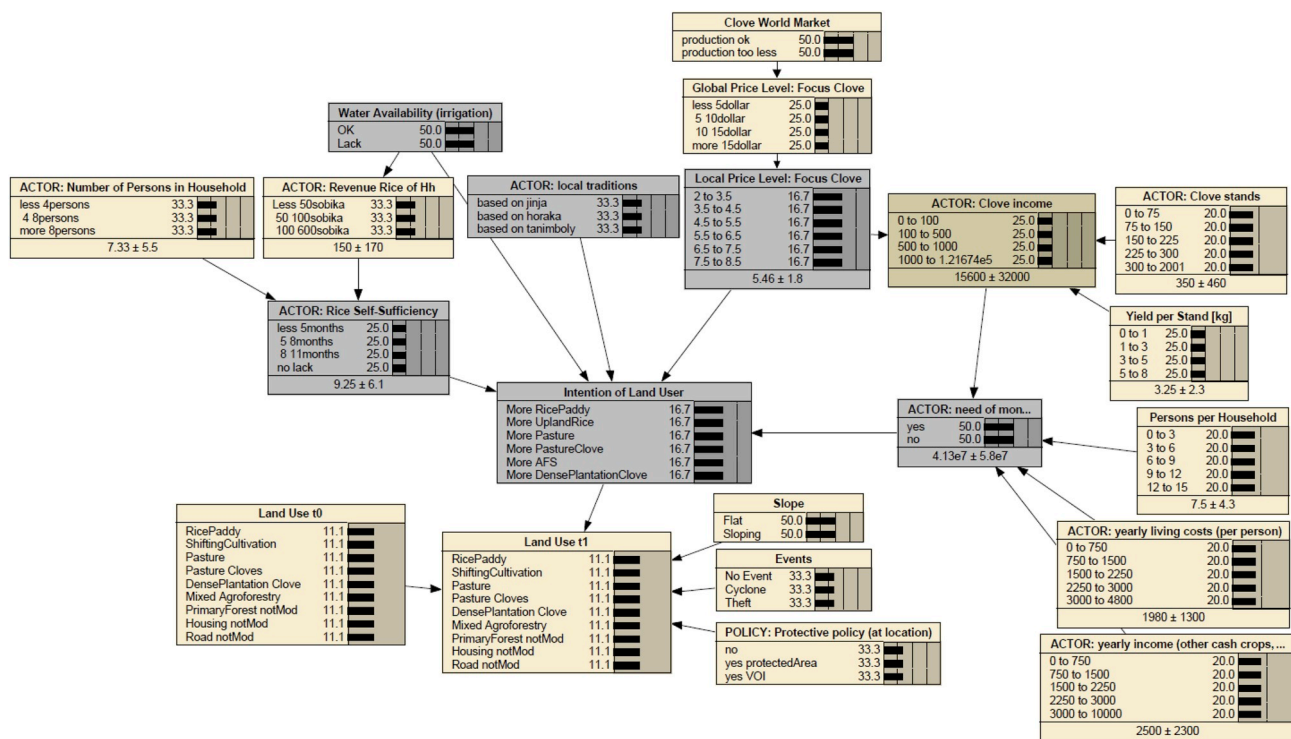 Clove World Market
production ok 50.0
production too less 50.0
Global Price Level: Focus Clove
less 5dollar 25.0
5 10dollar 25.0
10 15dollar 25.0
more 15dollar 25.0
Water Availability (irrigation)
OK 50.0
Lack 50.0
ACTOR: Number of Persons in Household
less 4persons 33.3
4 8persons 33.3
more 8persons 33.3
7.33 ± 5.5
ACTOR: Revenue Rice of Hh
Less 50sobika 33.3
50 100sobika 33.3
100 600sobika 33.3
150 ± 170
ACTOR: local traditions
based on jinja 33.3
based on horaka 33.3
based on tanimboly 33.3
Local Price Level: Focus Clove
2 to 3.5 16.7
3.5 to 4.5 16.7
4.5 to 5.5 16.7
5.5 to 6.5 16.7
6.5 to 7.5 16.7
7.5 to 8.5 16.7
5.46 ± 1.8
ACTOR: Clove income
0 to 100 25.0
100 to 500 25.0
500 to 1000 25.0
1000 to 1.21674e5 25.0
15600 ± 32000
ACTOR: Clove stands
0 to 75 20.0
75 to 150 20.0
150 to 225 20.0
225 to 300 20.0
300 to 2001 20.0
350 ± 460
ACTOR: Rice Self-Sufficiency
less 5months 25.0
5 8months 25.0
8 11months 25.0
no lack 25.0
9.25 ± 6.1
Yield per Stand [kg]
0 to 1 25.0
1 to 3 25.0
3 to 5 25.0
5 to 8 25.0
3.25 ± 2.3
Intention of Land User
More RicePaddy 16.7
More UplandRice 16.7
More Pasture 16.7
More PastureClove 16.7
More AFS 16.7
More DensePlantationClove 16.7
ACTOR: need of mon...
yes 50.0
no 50.0
4.13e7 ± 5.8e7
Persons per Household
0 to 3 20.0
3 to 6 20.0
6 to 9 20.0
9 to 12 20.0
12 to 15 20.0
7.5 ± 4.3
Land Use t0
RicePaddy 11.1
ShiftingCultivation 11.1
Pasture 11.1
Pasture Cloves 11.1
DensePlantation Clove 11.1
Mixed Agroforestry 11.1
PrimaryForest notMod 11.1
Housing notMod 11.1
Road notMod 11.1
Land Use t1
RicePaddy 11.1
ShiftingCultivation 11.1
Pasture 11.1
Pasture Cloves 11.1
DensePlantation Clove 11.1
Mixed Agroforestry 11.1
PrimaryForest notMod 11.1
Housing notMod 11.1
Road notMod 11.1
Slope
Flat 50.0
Sloping 50.0
Events
No Event 33.3
Cyclone 33.3
Theft 33.3
POLICY: Protective policy (at location)
no 33.3
yes protectedArea 33.3
yes VOI 33.3
ACTOR: yearly living costs (per person)
0 to 750 20.0
750 to 1500 20.0
1500 to 2250 20.0
2250 to 3000 20.0
3000 to 4800 20.0
1980 ± 1300
ACTOR: yearly income (other cash crops, ...
0 to 750 20.0
750 to 1500 20.0
1500 to 2250 20.0
2250 to 3000 20.0
3000 to 10000 20.0
2500 ± 2300